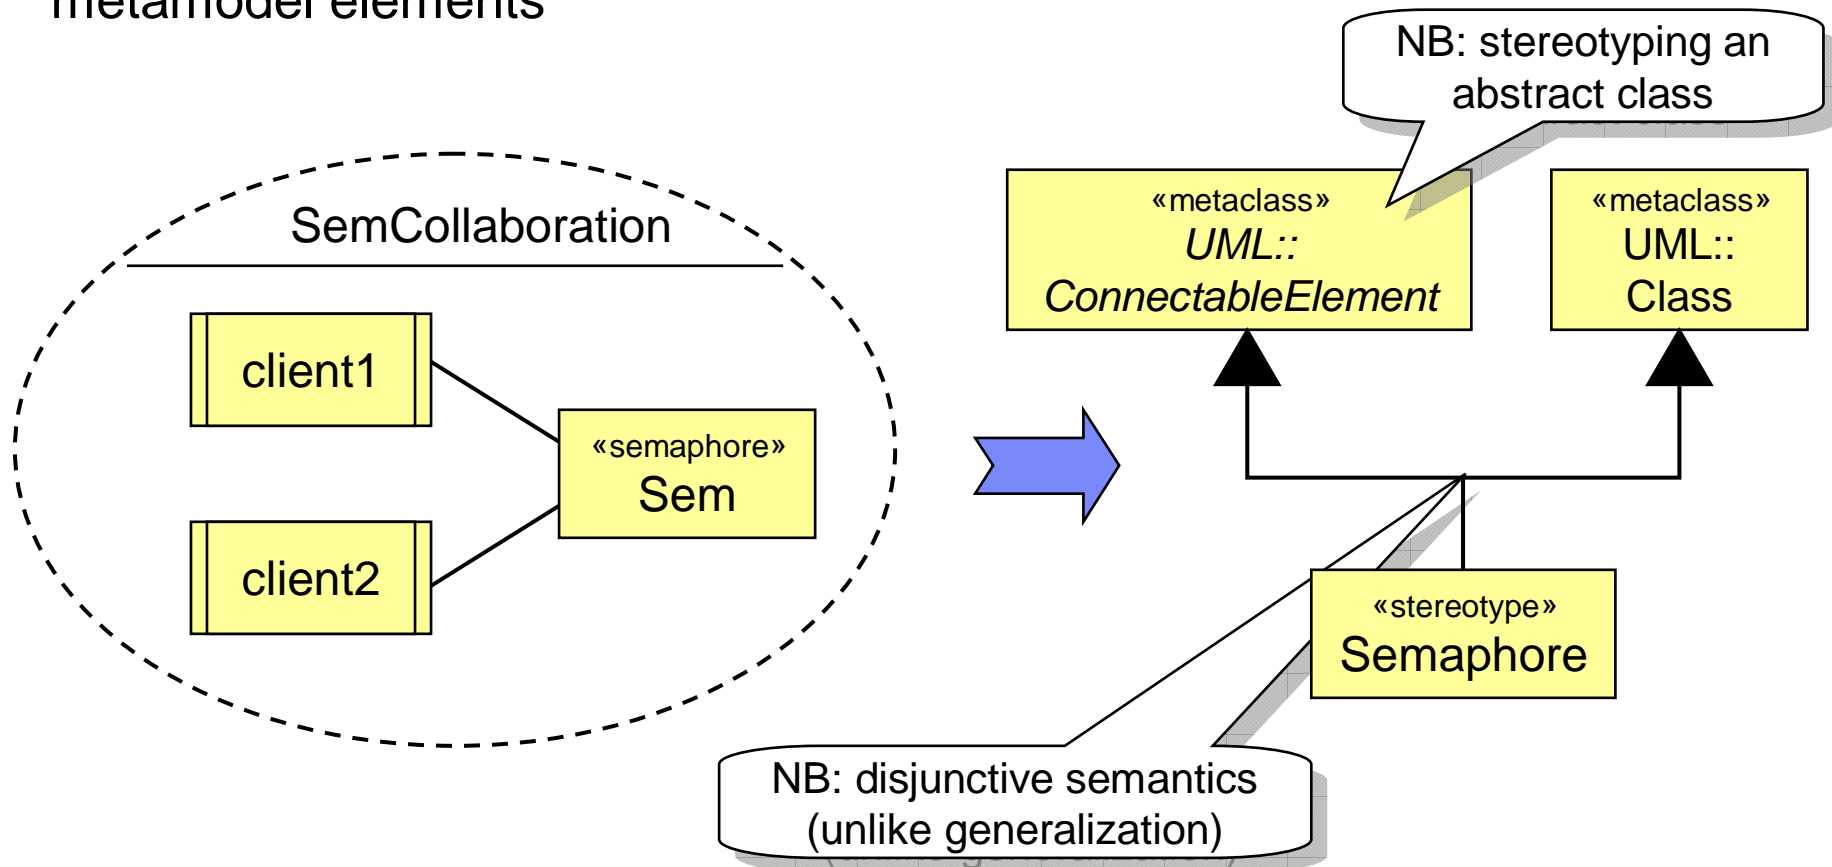 metamodel elements
NB: stereotyping an
abstract class
SemCollaboration
client1
client2
«semaphore»
Sem
«metaclass»
UML::
ConnectableElement
«metaclass»
UML::
Class
«stereotype»
Semaphore
NB: disjunctive semantics
(unlike generalization)